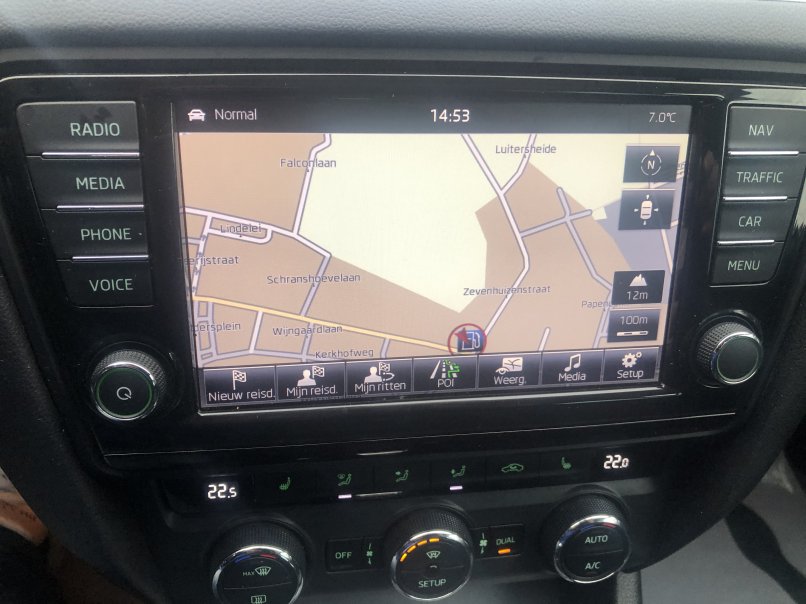 Normal 14:53 7.0°C
RADIO
MEDIA
PHONE
VOICE
NAV
TRAFFIC
CAR
MENU
Luitersheide
Falconlaan
N
Lindelei
Schranshoevelaan
Zevenhuizenstraat
12m
100m
Wijngaardlaan
Kerkhofweg
Nieuw reisd.
Mijn reisd.
Mijn ritten
POI
Weerg.
Media
Setup
22.5
22.0
OFF
DUAL
AUTO
A/C
MAX
SETUP